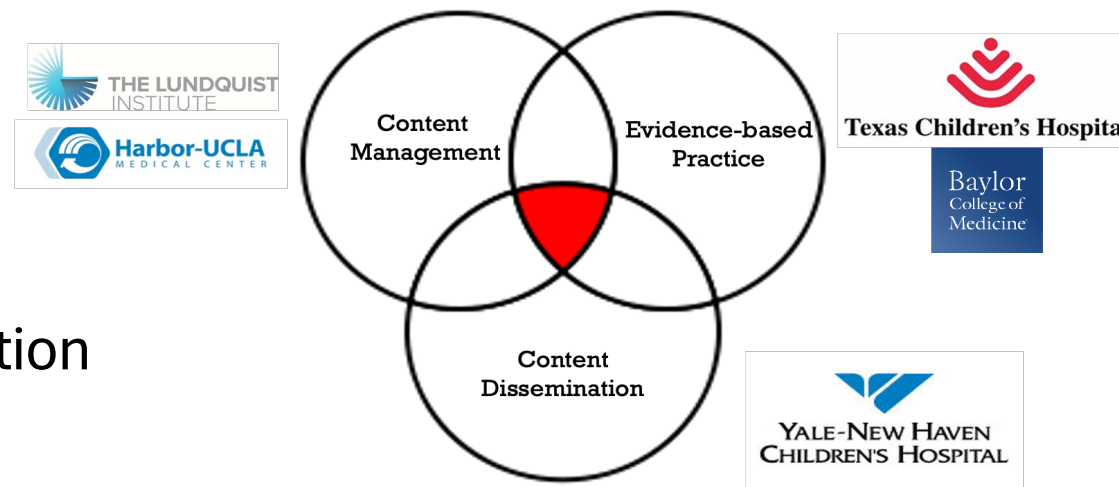 THE LUNDQUIST
INSTITUTE
Harbor-UCLA
MEDICAL CENTER
Content
Management
Evidence-based
Practice
Texas Children's Hospita
Baylor
College of
Medicine
tion
Content
Dissemination
YALE-NEW HAVEN
CHILDREN'S HOSPITAL